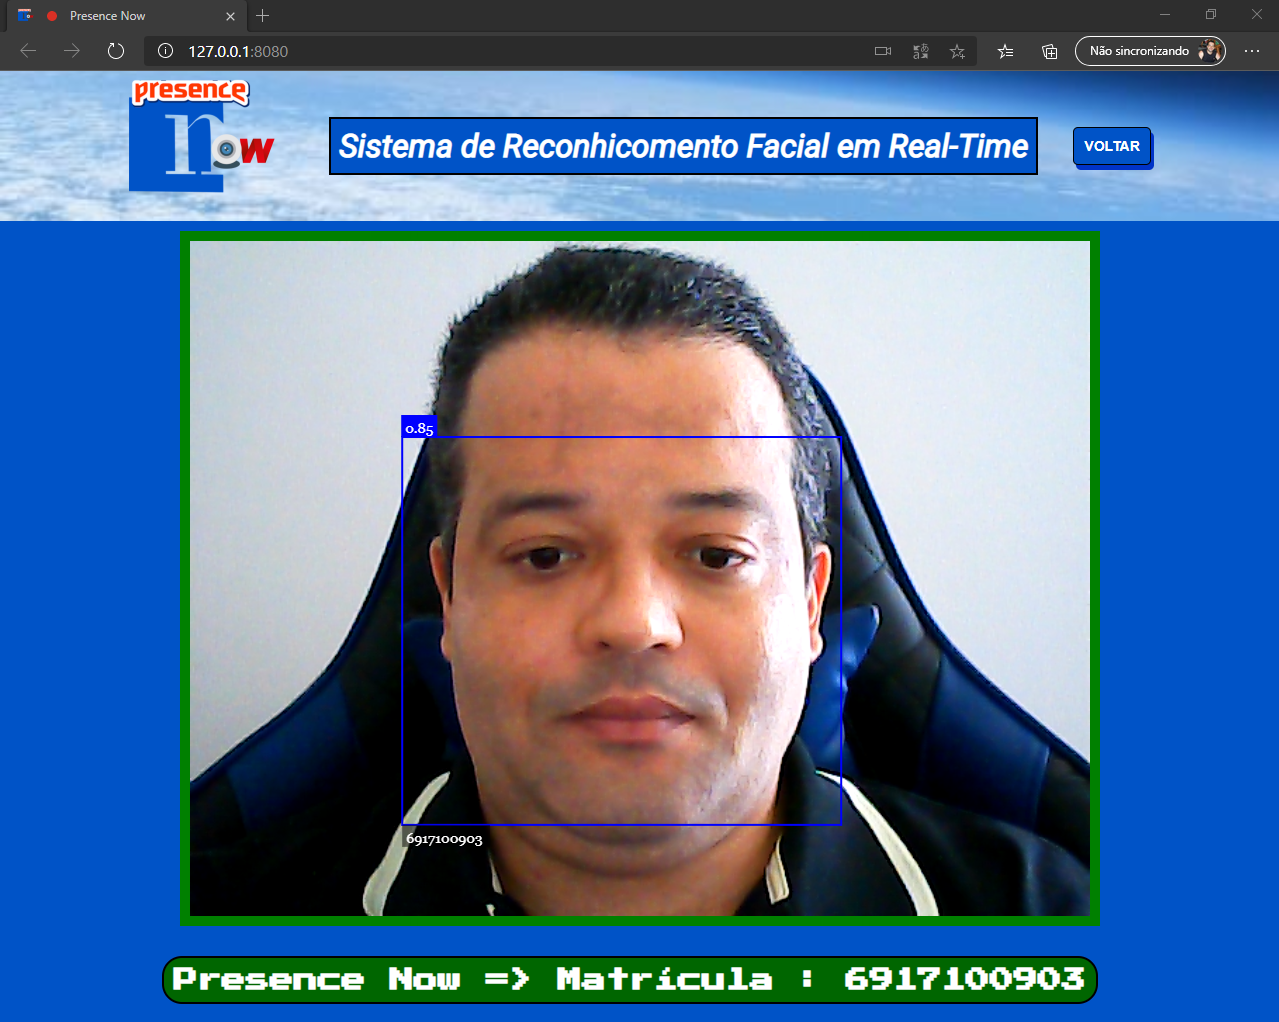 Presence Now
127.0.0.1:8080
Não sincronizando
presence
now
Sistema de Reconhicomento Facial em Real-Time
VOLTAR
0.85
6917100903
Presence Now => Matrícula : 6917100903